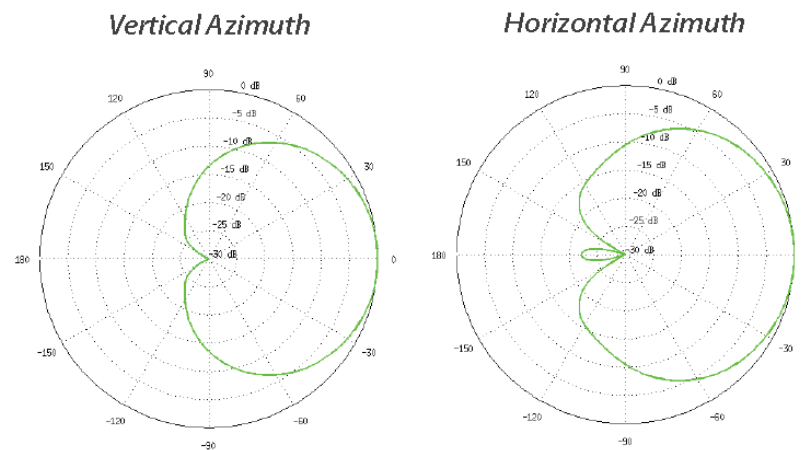 Vertical Azimuth
90
0 dB
120
60
-5 dB
-10 dB
150
30
-15 dB
-20 dB
-25 dB
180
-30 dB
0
-150
-30
-120
-60
-90
Horizontal Azimuth
90
0 dB
120
60
-5 dB
-10 dB
150
30
-15 dB
-20 dB
-25 dB
180
-30 dB
-150
-30
-120
-60
-90